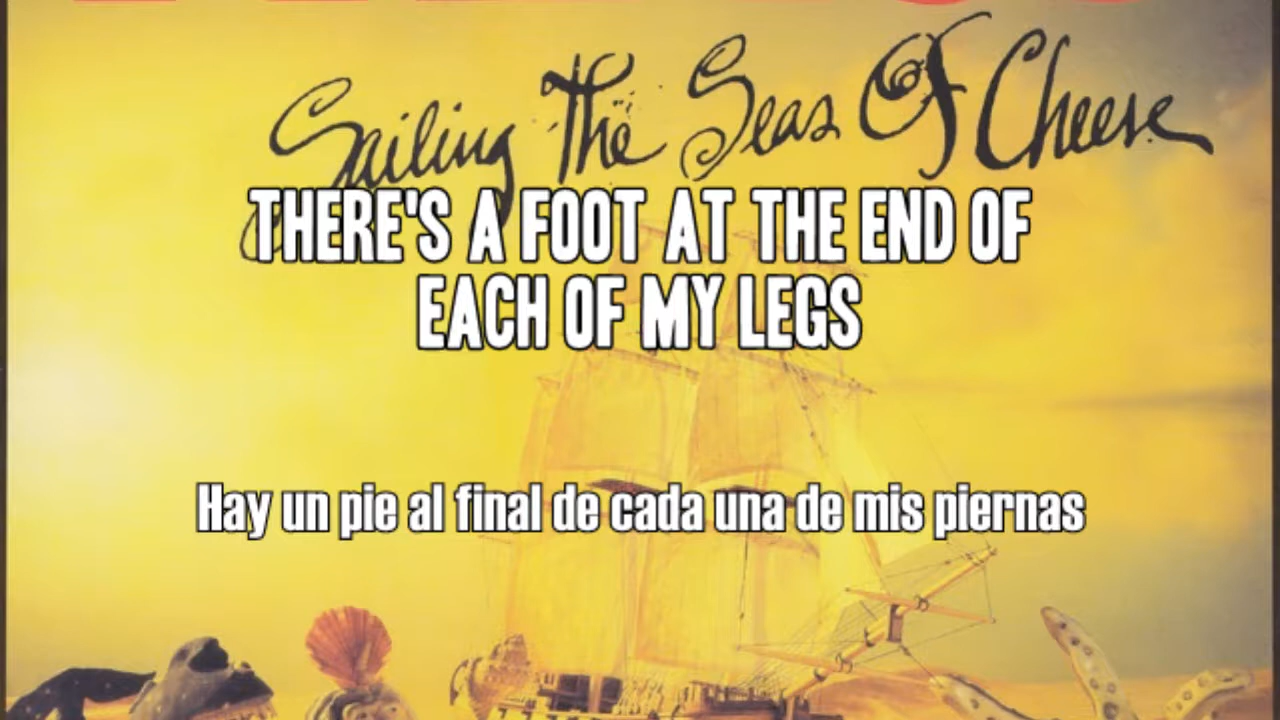 Sailing The Seas Of Cheese
THERE'S A FOOT AT THE END OF
EACH OF MY LEGS
Hay un pie al final de cada una de mis piernas